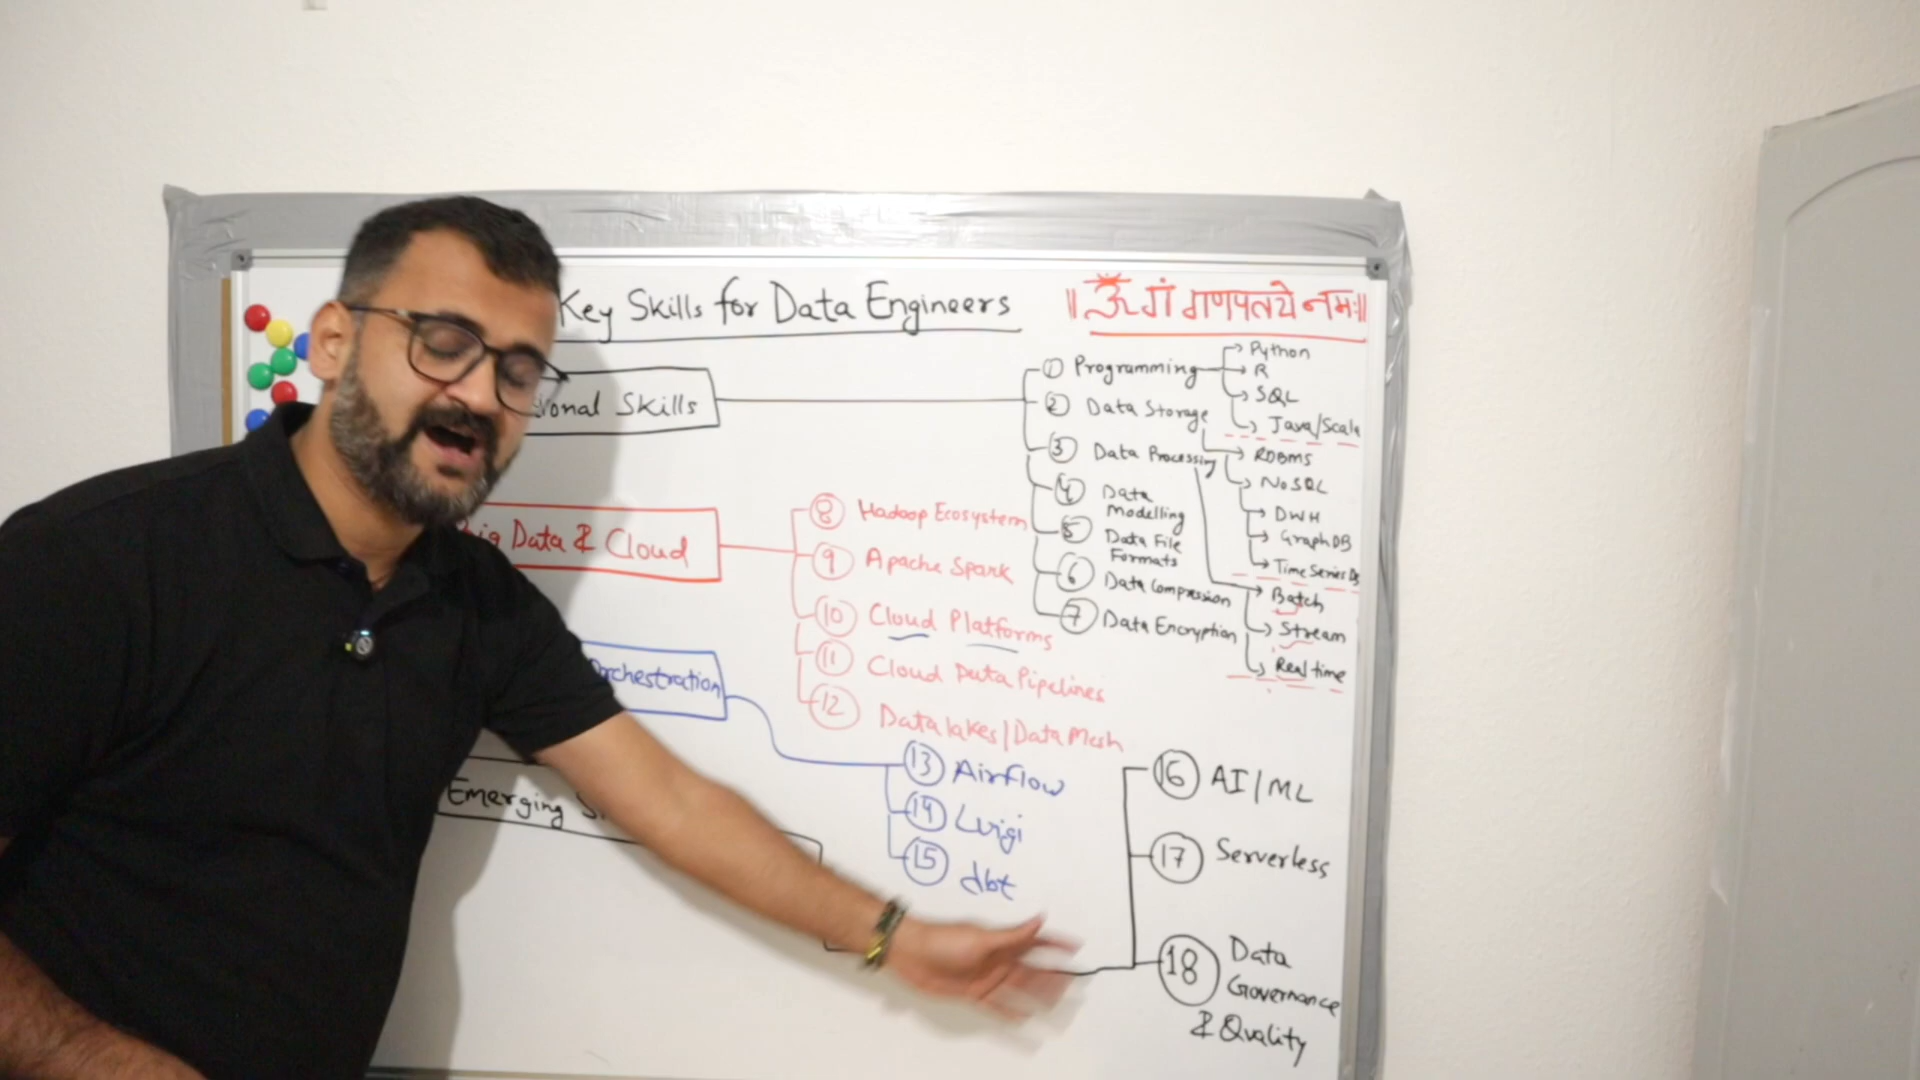 Key Skills for Data Engineers
॥ ॐ गं गणपतये नमः॥
Skills
① Programming
Python
R
SQL
Java/Scala
② Data Storage
RDBMS
NoSQL
DWH
GraphDB
Time Series DB
③ Data Processing
Batch
Stream
Real time
④ Data
Modelling
⑤ Data File
Formats
⑥ Data Compression
⑦ Data Encryption
Big Data & Cloud
⑧ Hadoop Ecosystem
⑨ Apache Spark
⑩ Cloud Platforms
⑪ Cloud Data Pipelines
⑫ Data lakes/Data Mesh
Orchestration
⑬ Airflow
⑭ Luigi
⑮ dbt
Emerging
⑯ AI/ML
⑰ Serverless
⑱ Data
Governance
& Quality